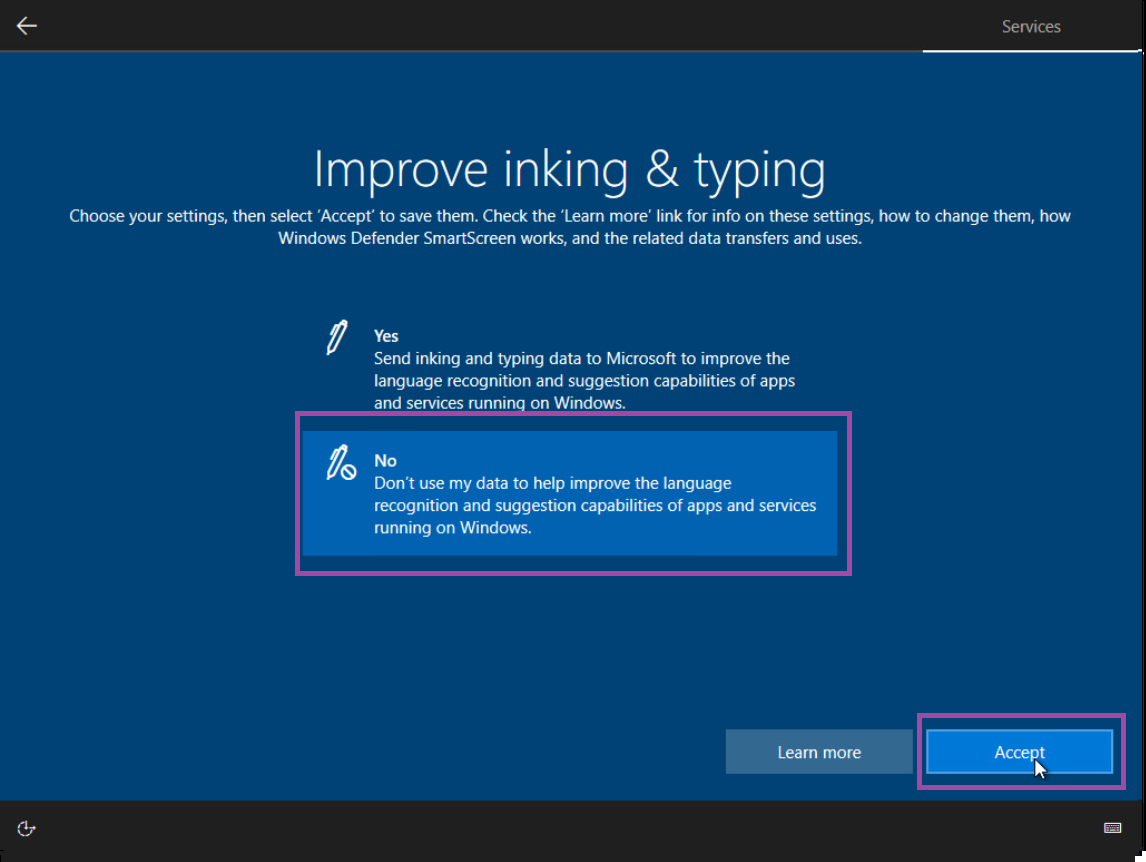 Services
Improve inking & typing
Choose your settings, then select ‘Accept’ to save them. Check the ‘Learn more’ link for info on these settings, how to change them, how
Windows Defender SmartScreen works, and the related data transfers and uses.
Yes
Send inking and typing data to Microsoft to improve the
language recognition and suggestion capabilities of apps
and services running on Windows.
No
Don’t use my data to help improve the language
recognition and suggestion capabilities of apps and services
running on Windows.
Learn more
Accept